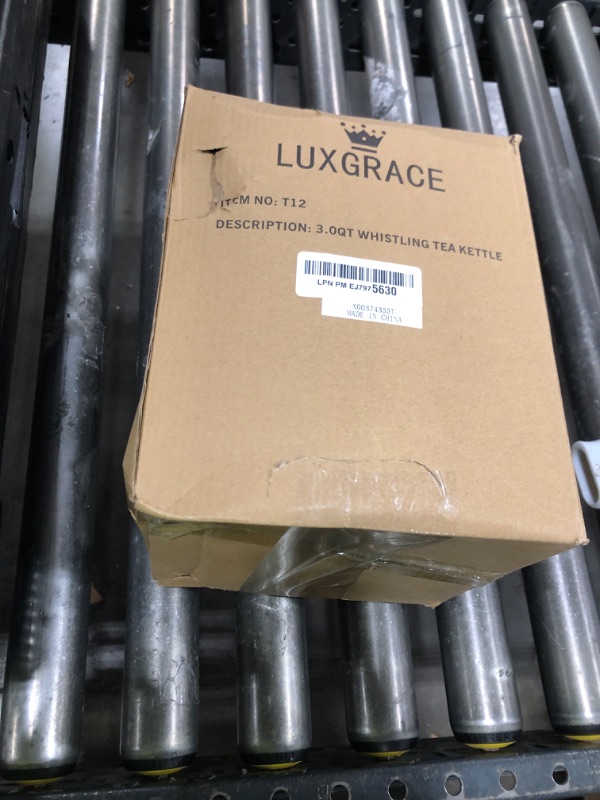 LUXGRACE
ITEM NO: T12
DESCRIPTION: 3.0QT WHISTLING TEA KETTLE
LPN PM EJ7975630
MADE IN CHINA